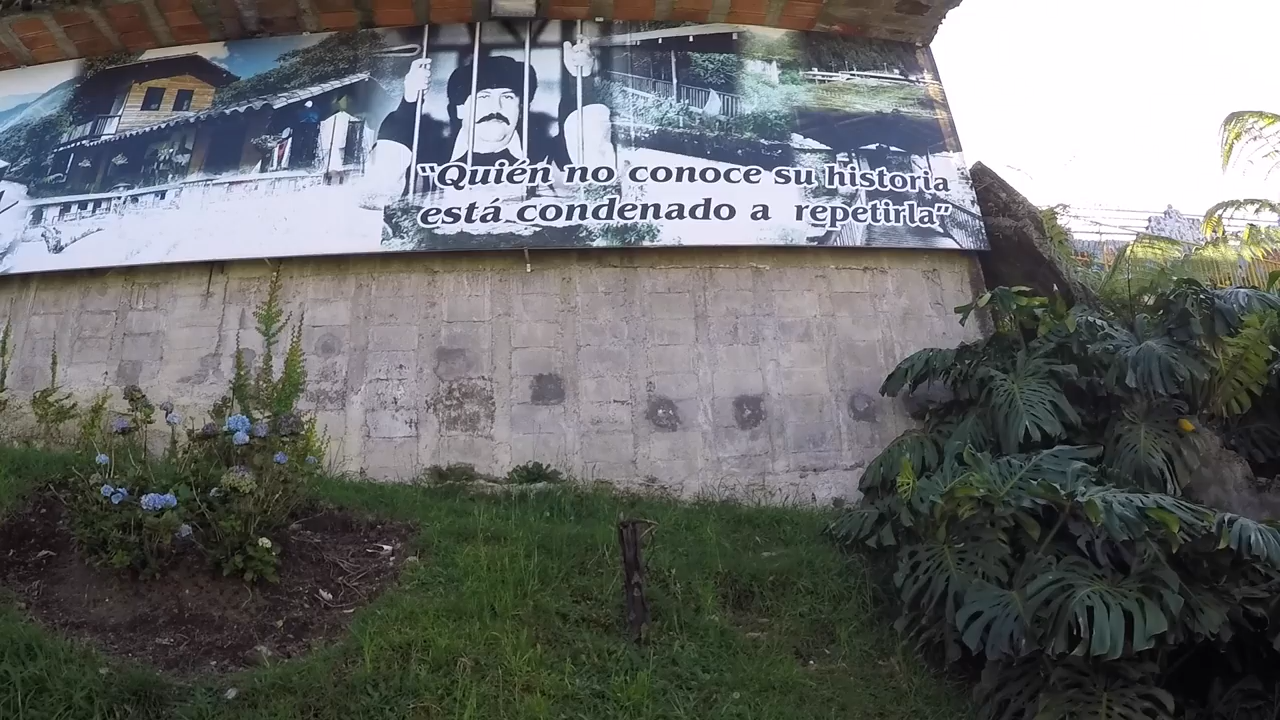 “Quién no conoce su historia
está condenado a repetirla”